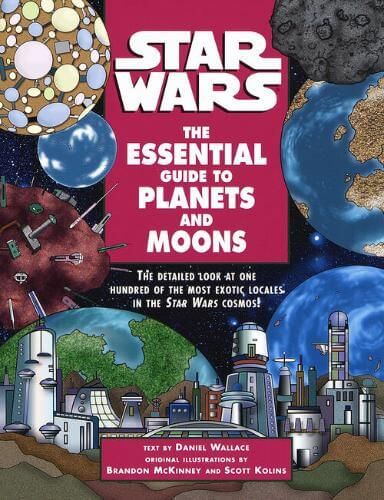 STAR
WARS
THE
ESSENTIAL
GUIDE TO
PLANETS
AND
MOONS
THE DETAILED LOOK AT ONE
HUNDRED OF THE MOST EXOTIC LOCALES
IN THE STAR WARS COSMOS!
TEXT BY DANIEL WALLACE
ORIGINAL ILLUSTRATIONS BY
BRANDON MCKINNEY AND SCOTT KOLINS